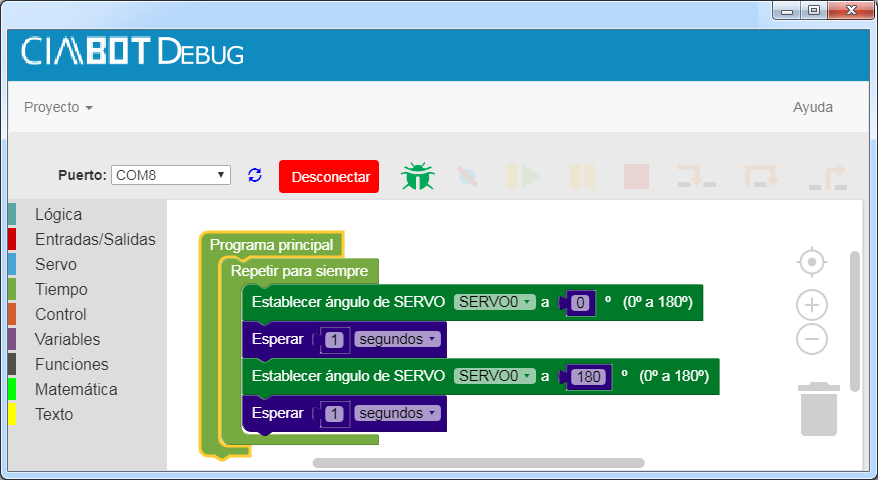 CIMBOT DEBUG
Proyecto Ayuda
Puerto: COM8 Desconectar
Lógica
Entradas/Salidas
Servo
Tiempo
Control
Variables
Funciones
Matemática
Texto
Programa principal
Repetir para siempre
Establecer ángulo de SERVO SERVO0 a 0 º (0º a 180º)
Esperar 1 segundos
Establecer ángulo de SERVO SERVO0 a 180 º (0º a 180º)
Esperar 1 segundos